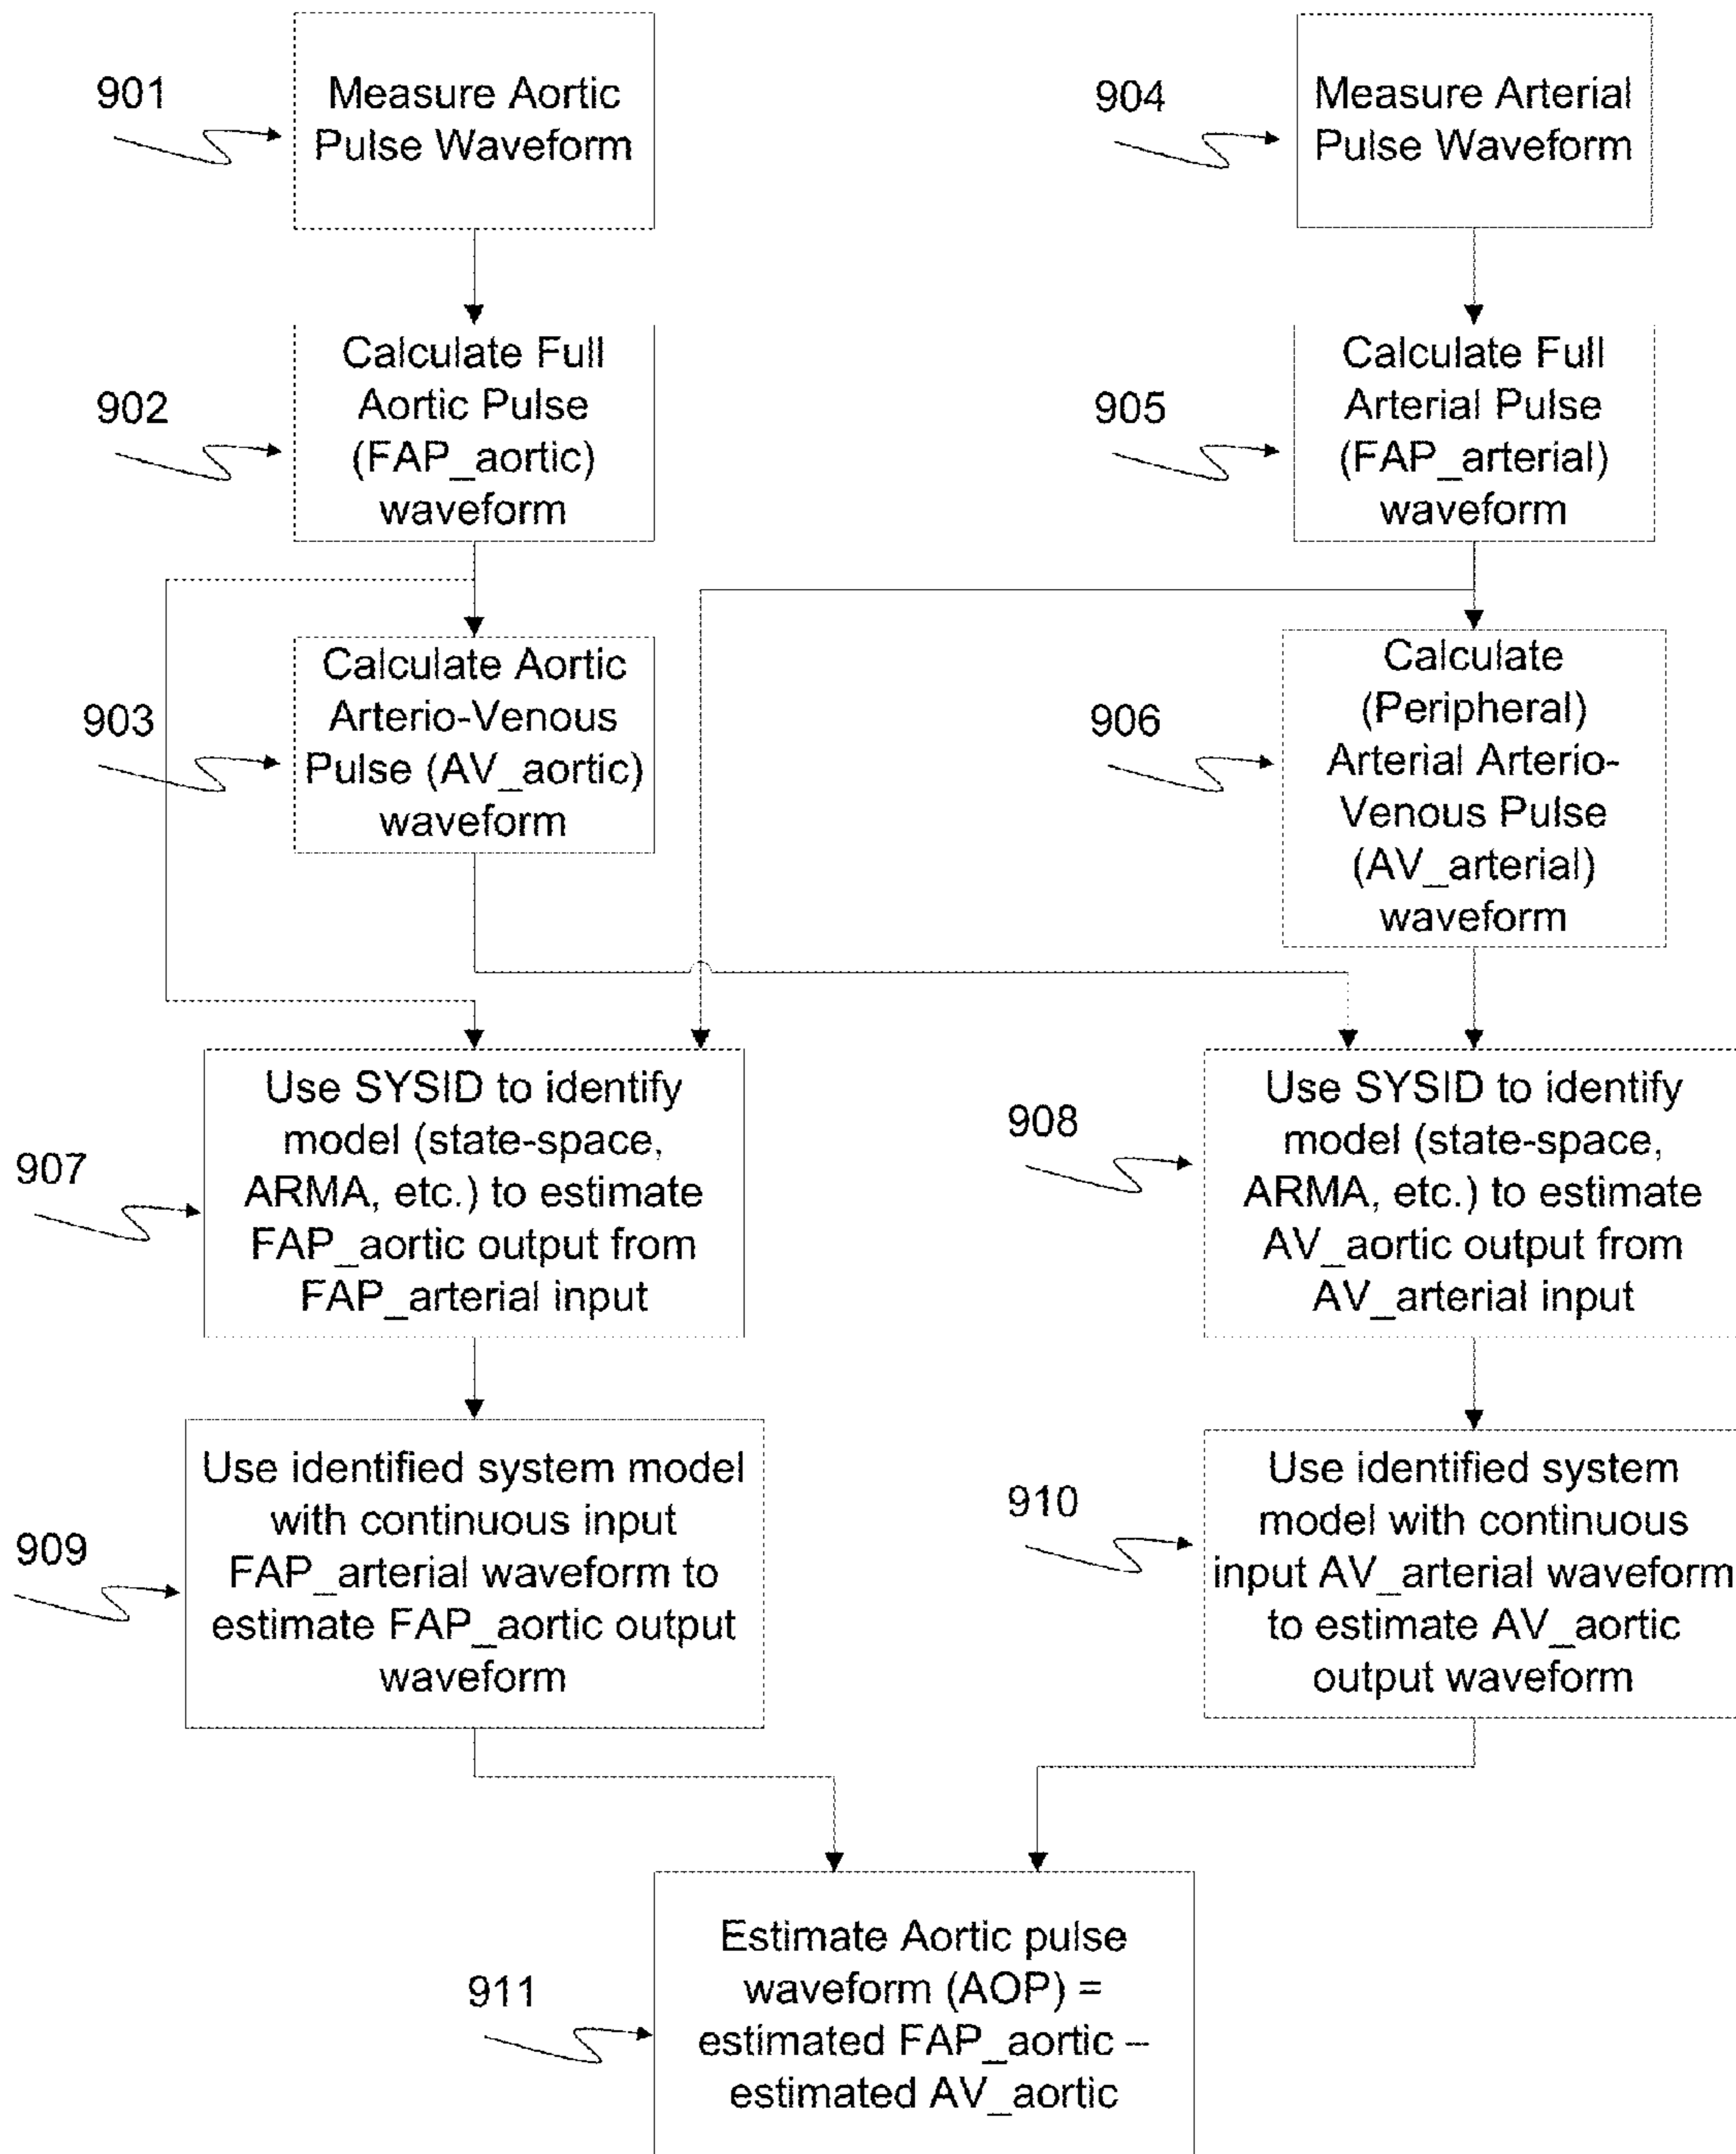 901
Measure Aortic
Pulse Waveform
904
Measure Arterial
Pulse Waveform
902
Calculate Full
Aortic Pulse
(FAP_aortic)
waveform
905
Calculate Full
Arterial Pulse
(FAP_arterial)
waveform
903
Calculate Aortic
Arterio-Venous
Pulse (AV_aortic)
waveform
906
Calculate
(Peripheral)
Arterial Arterio-
Venous Pulse
(AV_arterial)
waveform
907
Use SYSID to identify
model (state-space,
ARMA, etc.) to estimate
FAP_aortic output from
FAP_arterial input
908
Use SYSID to identify
model (state-space,
ARMA, etc.) to estimate
AV_aortic output from
AV_arterial input
909
Use identified system model
with continuous input
FAP_arterial waveform to
estimate FAP_aortic output
waveform
910
Use identified system
model with continuous
input AV_arterial waveform
to estimate AV_aortic
output waveform
911
Estimate Aortic pulse
waveform (AOP) =
estimated FAP_aortic –
estimated AV_aortic